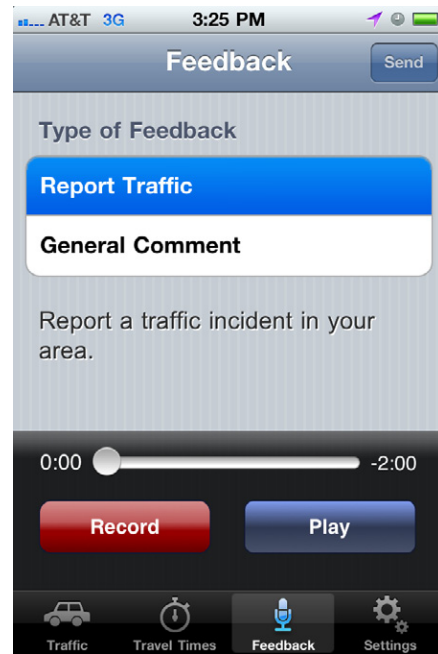 AT&T 3G 3:25 PM
Feedback Send
Type of Feedback
Report Traffic
General Comment
Report a traffic incident in your
area.
0:00 -2:00
Record Play
Traffic Travel Times Feedback Settings